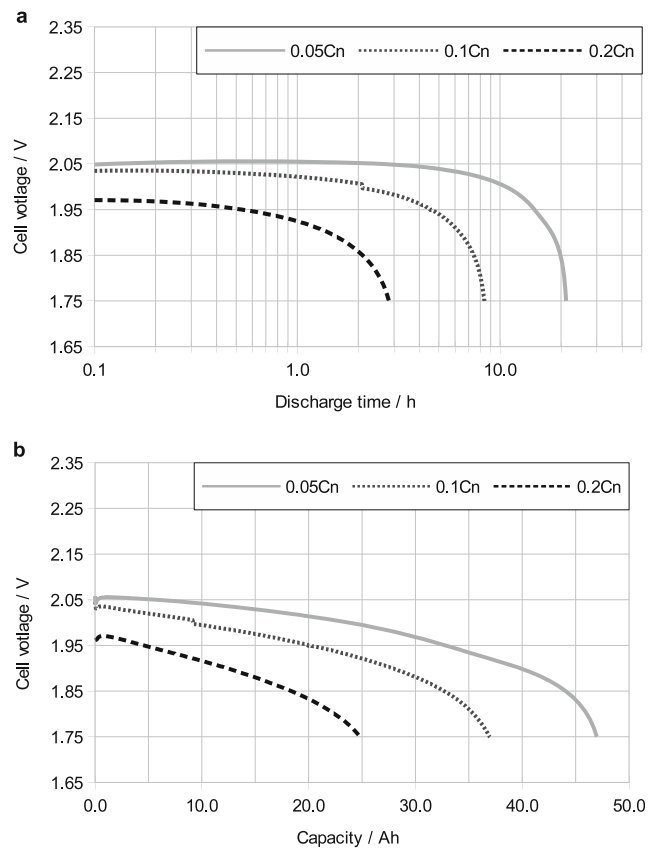 a
2.35
0.05Cn 0.1Cn 0.2Cn
2.25
2.15
2.05
1.95
1.85
1.75
1.65
Cell votlage / V
0.1 1.0 10.0
Discharge time / h
b
2.35
0.05Cn 0.1Cn 0.2Cn
2.25
2.15
2.05
1.95
1.85
1.75
1.65
Cell votlage / V
0.0 10.0 20.0 30.0 40.0 50.0
Capacity / Ah